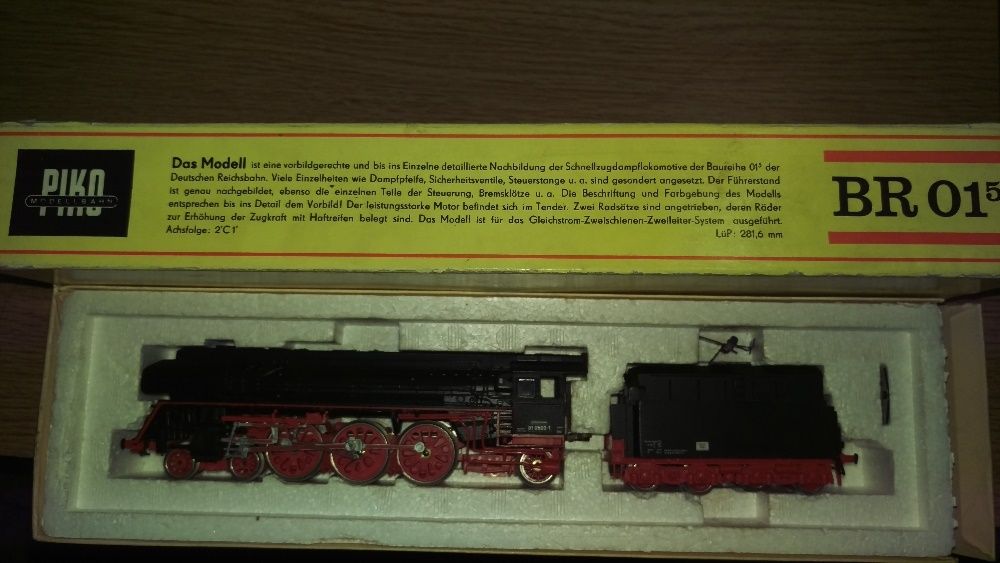 PIKO
MODELLBAHN
Das Modell ist eine vorbildgerechte und bis ins Einzelne detaillierte Nachbildung der Schnellzugdampflokomotive der Baureihe 01⁵ der
Deutschen Reichsbahn. Viele Einzelheiten wie Dampfpfeife, Sicherheitsventile, Steuerstange u. a. sind gesondert angesetzt. Der Führerstand
ist genau nachgebildet, ebenso die einzelnen Teile der Steuerung, Bremsklötze u. a. Die Beschriftung und Farbgebung des Modells
entsprechen bis ins Detail dem Vorbild! Der leistungsstarke Motor befindet sich im Tender. Zwei Radsätze sind angetrieben, deren Räder
zur Erhöhung der Zugkraft mit Haftreifen belegt sind. Das Modell ist für das Gleichstrom-Zweischienen-Zweileiter-System ausgeführt.
Achsfolge: 2'C1' LüP: 281,6 mm
BR 01⁵